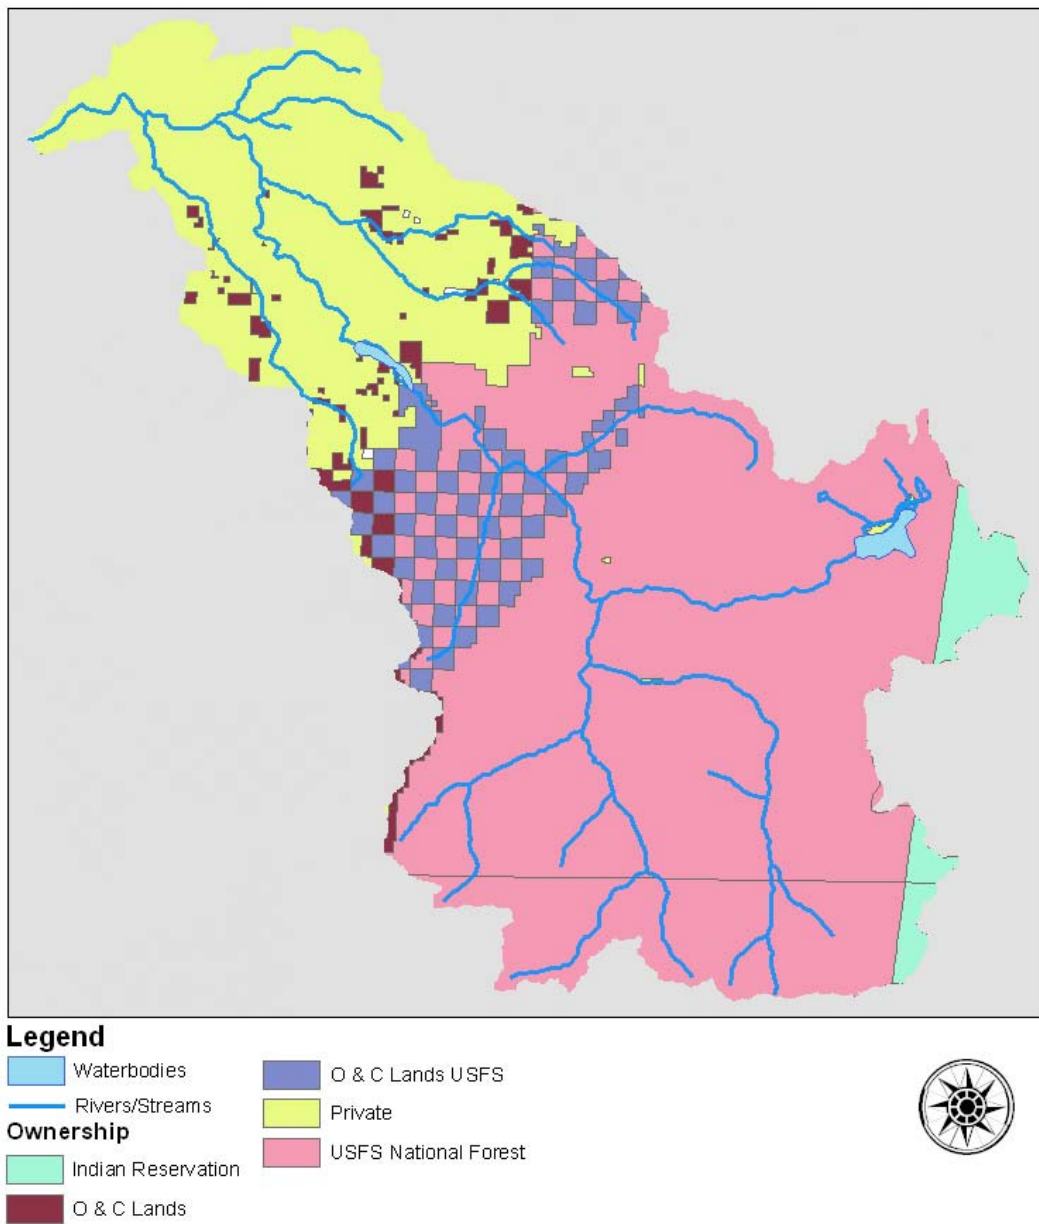 Legend
Waterbodies
Rivers/Streams
Ownership
Indian Reservation
O & C Lands
O & C Lands USFS
Private
USFS National Forest